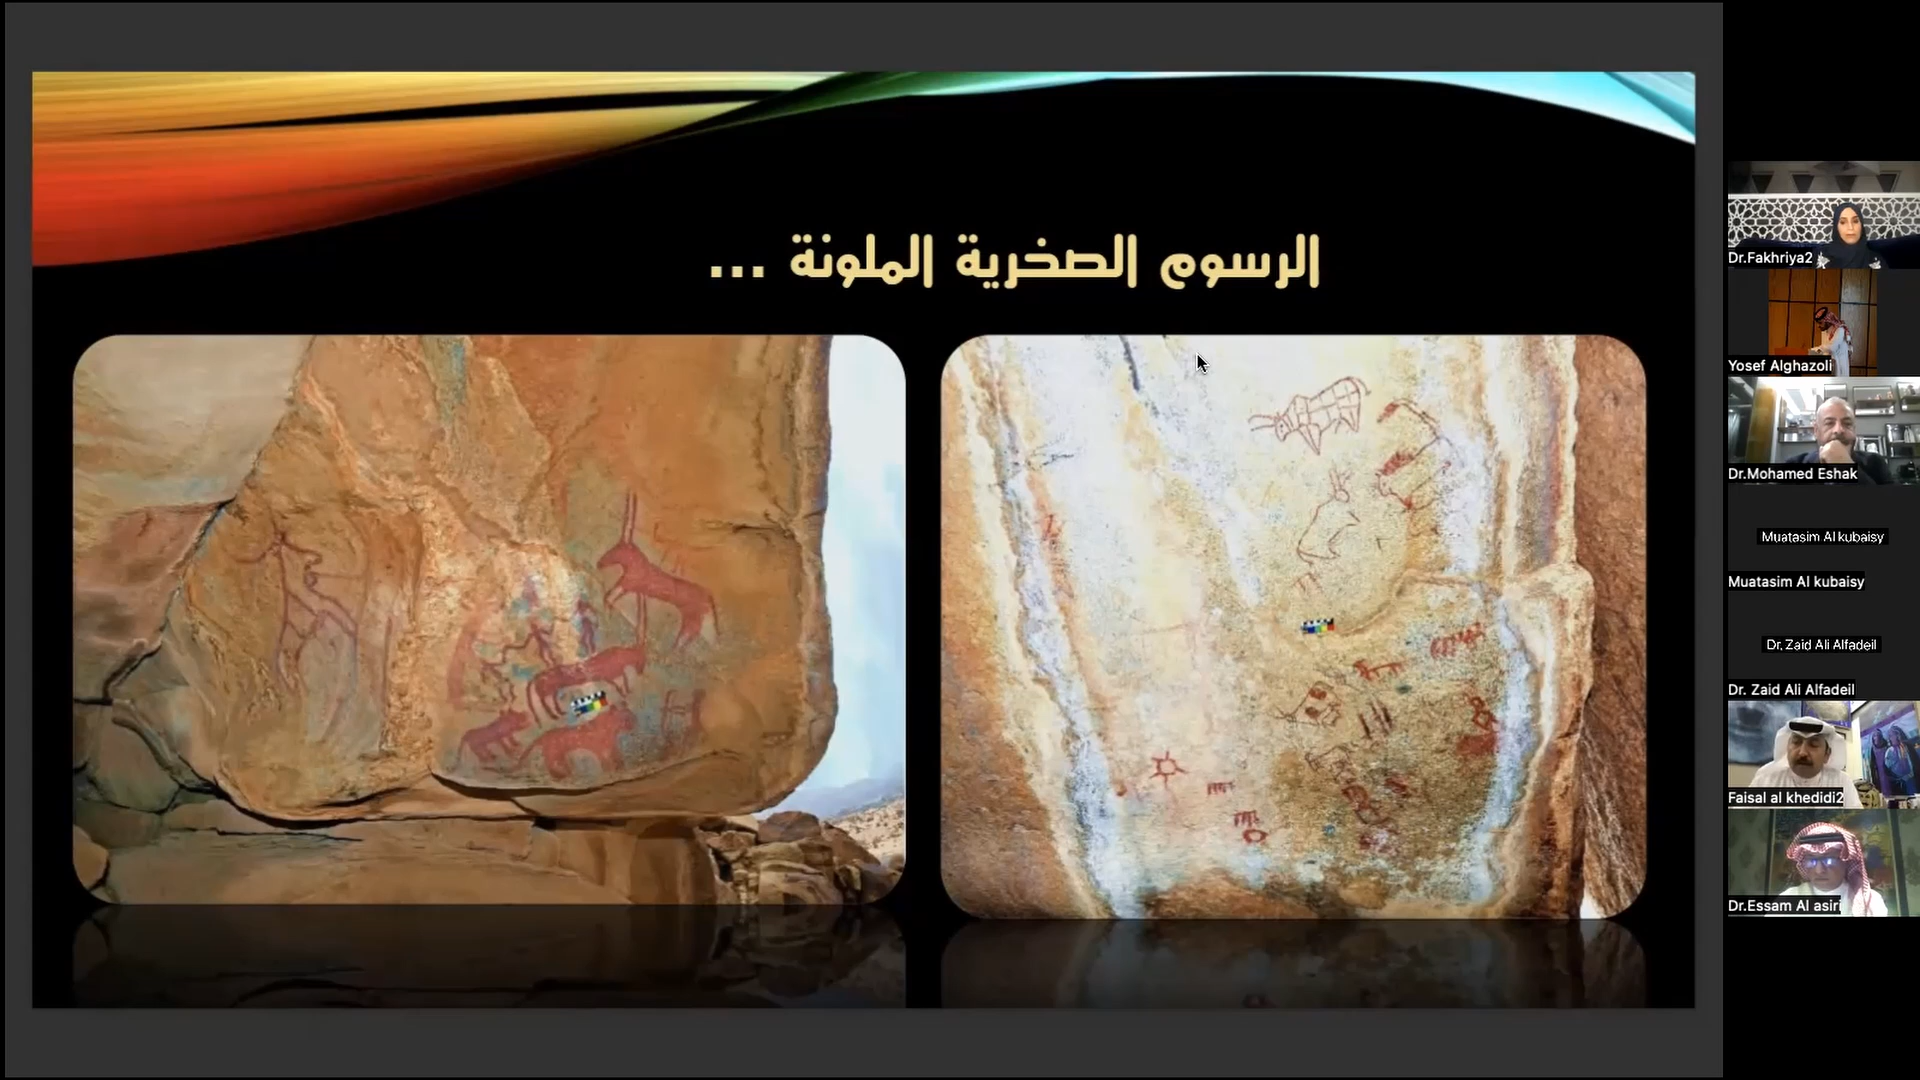 الرسوم الصخرية الملونة ...
Dr.Fakhriya2
Yosef Alghazoli
Dr.Mohamed Eshak
Muatasim Al kubaisy
Muatasim Al kubaisy
Dr. Zaid Ali Alfadeil
Dr. Zaid Ali Alfadeil
Faisal al khedidi2
Dr.Essam Al asiri